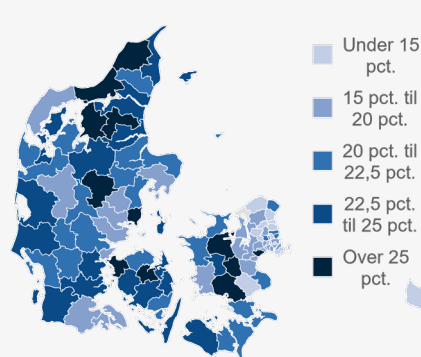 Under 15
pct.
15 pct. til
20 pct.
20 pct. til
22,5 pct.
22,5 pct.
til 25 pct.
Over 25
pct.